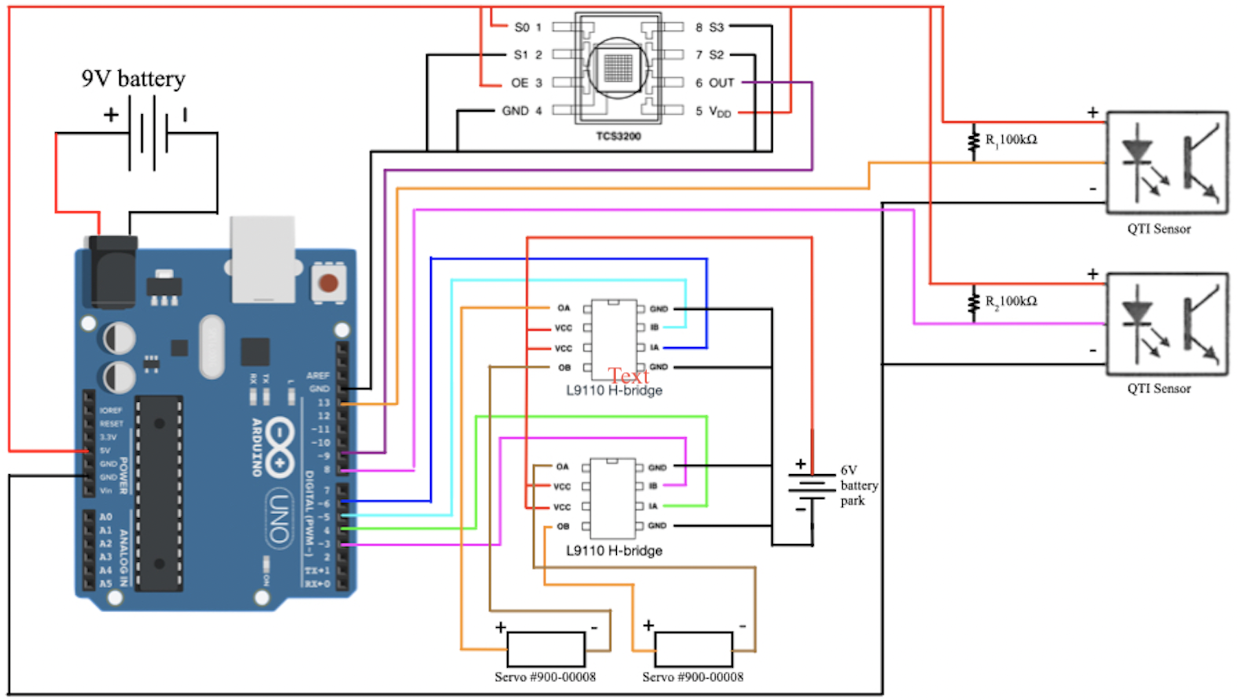 S0 1
S1 2
OE 3
GND 4
8 S3
7 S2
6 OUT
5 VDD
TCS3200
9V battery
+
-
+
R1 100kΩ
-
QTI Sensor
+
R2 100kΩ
-
QTI Sensor
AREF
GND
13
12
~11
~10
~9
8
7
~6
~5
4
~3
2
TX→1
RX←0
DIGITAL (PWM~)
L
TX
RX
ARDUINO
UNO
ON
IOREF
RESET
3.3V
5V
GND
GND
Vin
POWER
A0
A1
A2
A3
A4
A5
ANALOG IN
OA
VCC
VCC
OB
GND
IB
IA
GND
Text
L9110 H-bridge
OA
VCC
VCC
OB
GND
IB
IA
GND
L9110 H-bridge
+
-
6V
battery
park
+
-
Servo #900-00008
+
-
Servo #900-00008